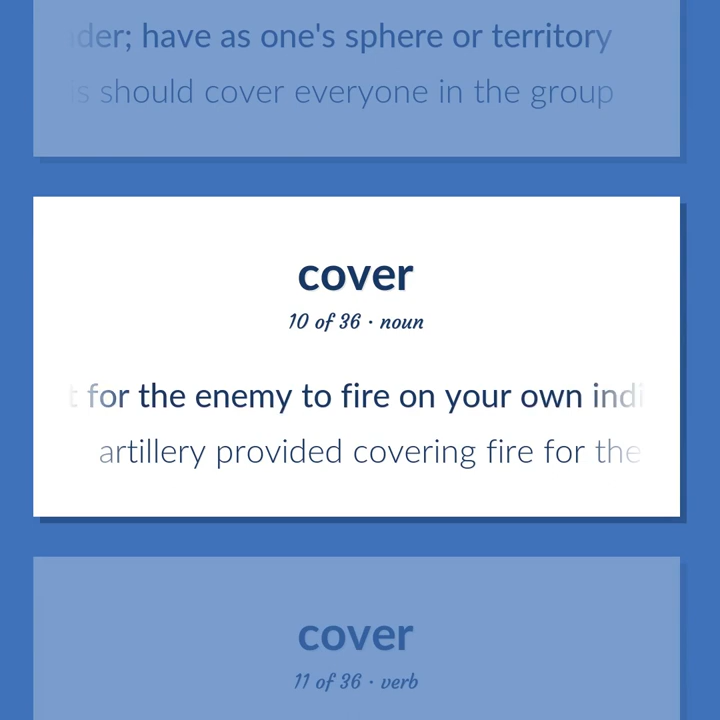 have as one's sphere or territory
should cover everyone in the group
cover
10 of 36 · noun
for the enemy to fire on your own
artillery provided covering fire for the
cover
11 of 36 · verb